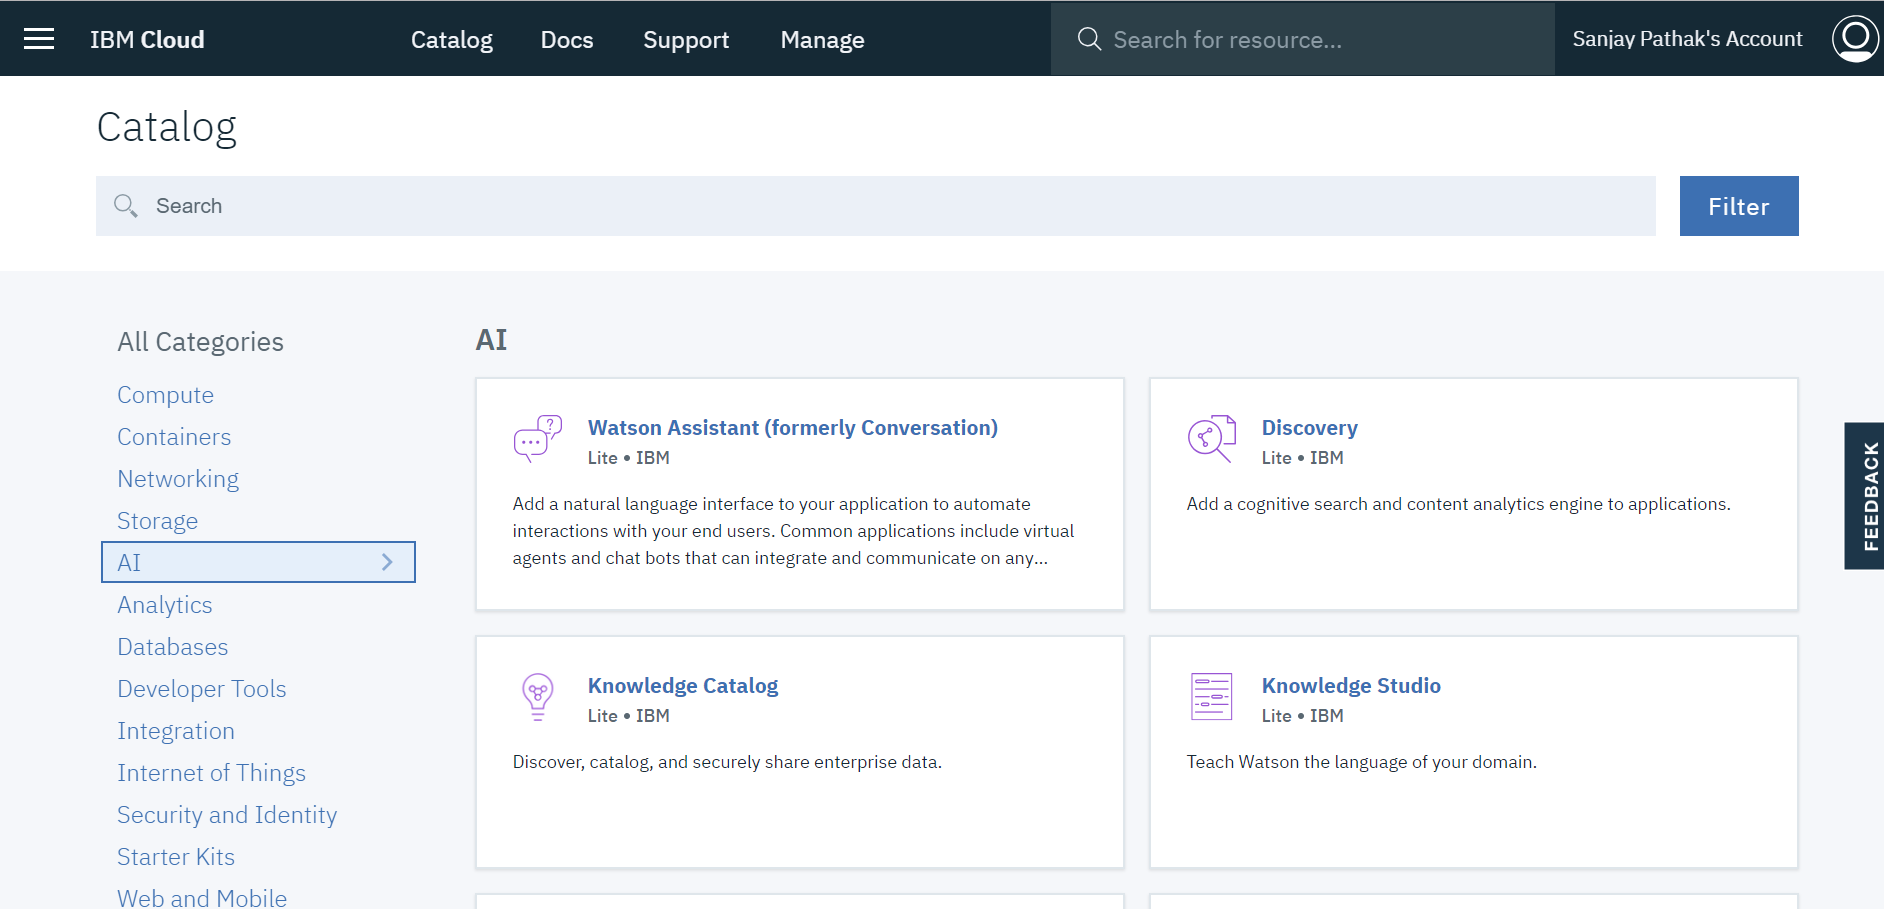 IBM Cloud
Catalog
Docs
Support
Manage
Search for resource...
Sanjay Pathak's Account
Catalog
Search
Filter
All Categories
Compute
Containers
Networking
Storage
AI
Analytics
Databases
Developer Tools
Integration
Internet of Things
Security and Identity
Starter Kits
Web and Mobile
AI
Watson Assistant (formerly Conversation)
Lite • IBM
Add a natural language interface to your application to automate
interactions with your end users. Common applications include virtual
agents and chat bots that can integrate and communicate on any...
Discovery
Lite • IBM
Add a cognitive search and content analytics engine to applications.
Knowledge Catalog
Lite • IBM
Discover, catalog, and securely share enterprise data.
Knowledge Studio
Lite • IBM
Teach Watson the language of your domain.
FEEDBACK